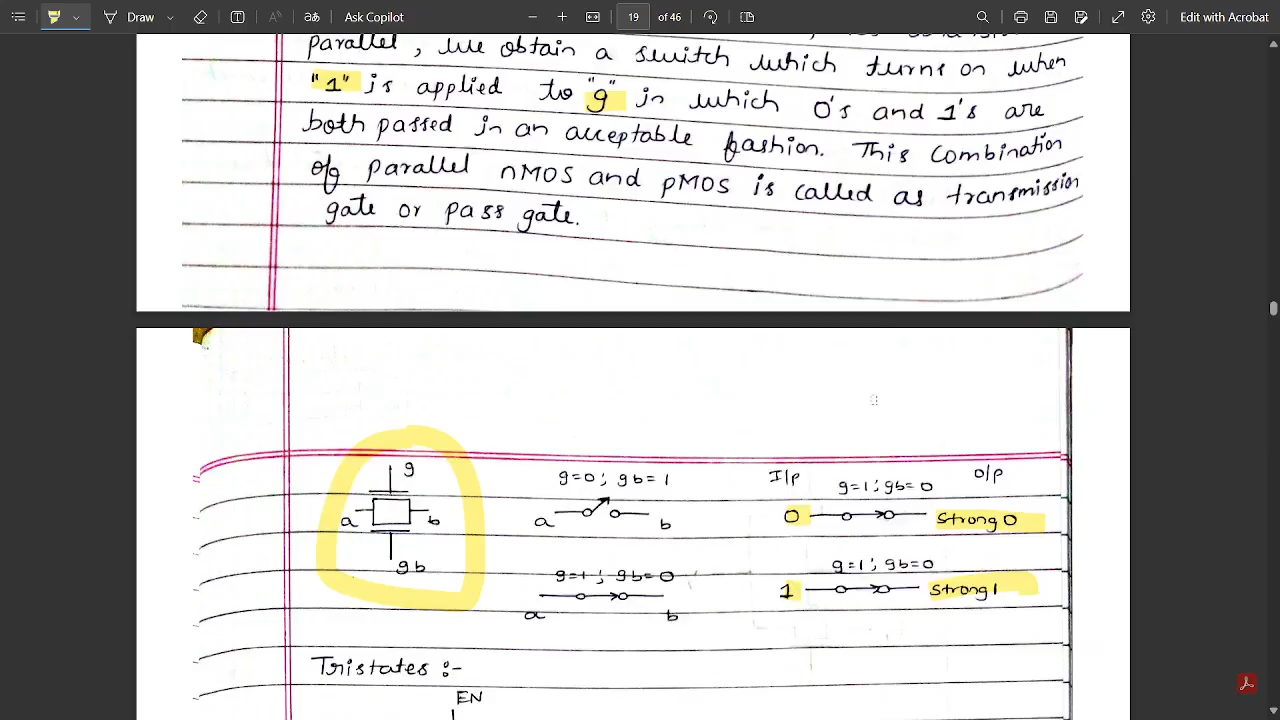 Draw
Ask Copilot
19 of 46
Edit with Acrobat
parallel, we obtain a switch which turns on when
"1" is applied to "g" in which 0's and 1's are
both passed in an acceptable fashion. This combination
of parallel nMOS and pMOS is called as transmission
gate or pass gate.
g
a b
gb
g=0; gb=1
a b
g=1; gb=0
a b
I/p O/p
g=1; gb=0
0 strong 0
g=1; gb=0
1 strong 1
Tristates :-
EN